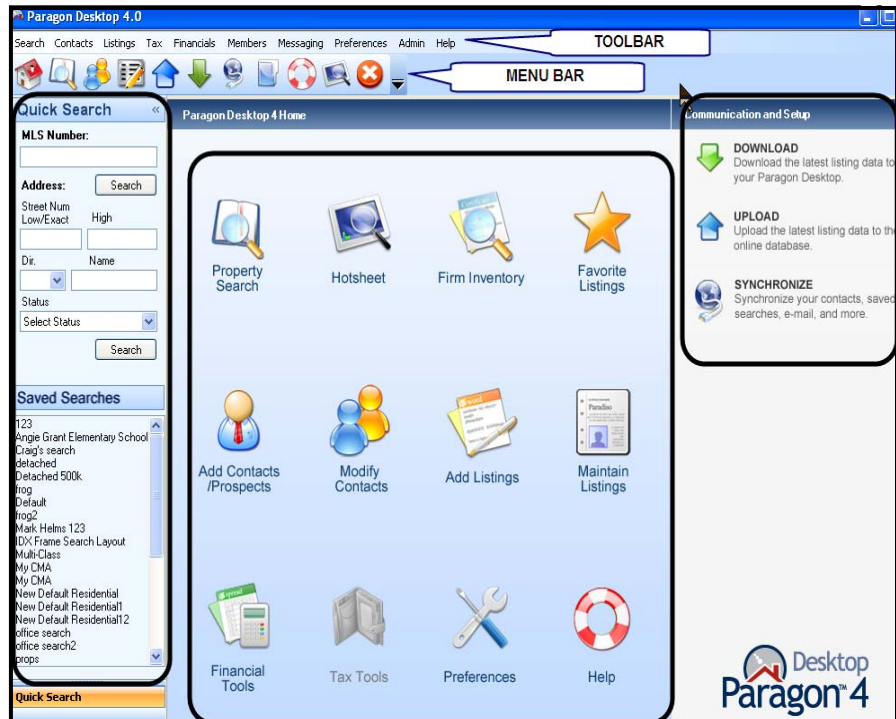 Paragon Desktop 4.0
Search Contacts Listings Tax Financials Members Messaging Preferences Admin Help
TOOLBAR
MENU BAR
Quick Search «
MLS Number:
Address: Search
Street Num
Low/Exact High
Dir. Name
Status
Select Status
Search
Saved Searches
123
Angie Grant Elementary School
Craig's search
detached
Detached 500k
frog
Default
frog2
Mark Helms 123
IDX Frame Search Layout
Multi-Class
My CMA
My CMA
New Default Residential
New Default Residential1
New Default Residential12
office search
office search2
props
Quick Search
Paragon Desktop 4 Home
Property
Search
Hotsheet
Firm Inventory
Favorite
Listings
Add Contacts
/Prospects
Modify
Contacts
Add Listings
Maintain
Listings
Financial
Tools
Tax Tools
Preferences
Help
Communication and Setup
DOWNLOAD
Download the latest listing data to
your Paragon Desktop.
UPLOAD
Upload the latest listing data to the
online database.
SYNCHRONIZE
Synchronize your contacts, saved
searches, e-mail, and more.
Desktop
Paragon™ 4